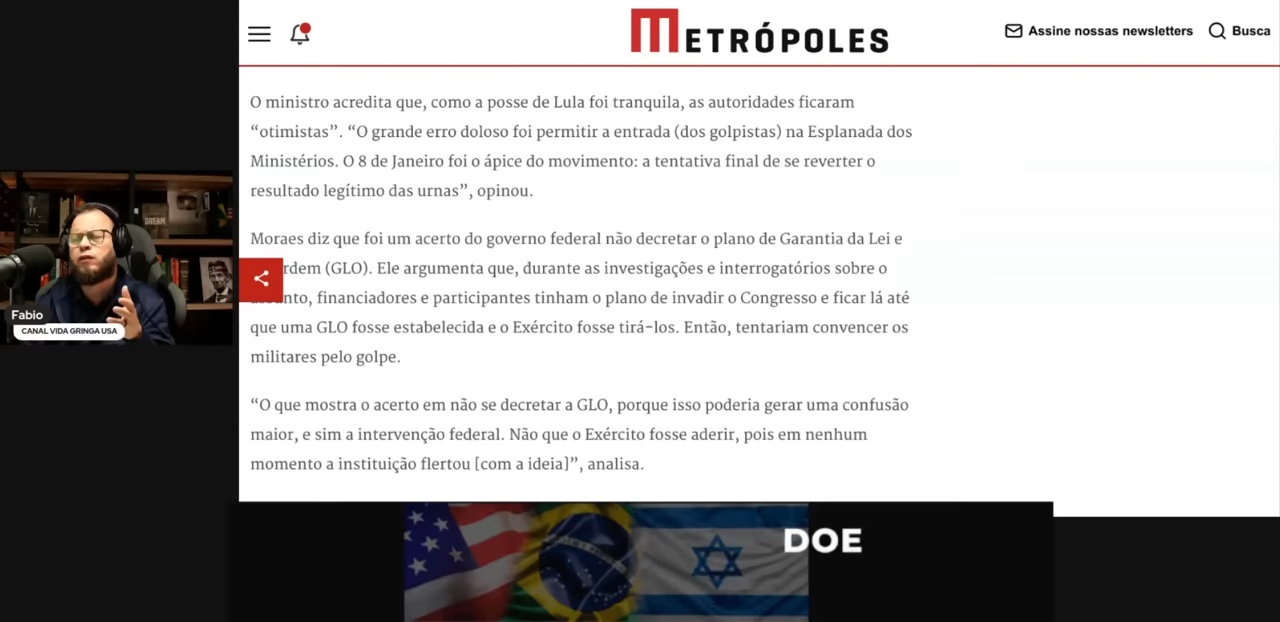 METRÓPOLES
Assine nossas newsletters
Busca
O ministro acredita que, como a posse de Lula foi tranquila, as autoridades ficaram
“otimistas”. “O grande erro doloso foi permitir a entrada (dos golpistas) na Esplanada dos
Ministérios. O 8 de Janeiro foi o ápice do movimento: a tentativa final de se reverter o
resultado legítimo das urnas”, opinou.
Moraes diz que foi um acerto do governo federal não decretar o plano de Garantia da Lei e
rdem (GLO). Ele argumenta que, durante as investigações e interrogatórios sobre o
financiadores e participantes tinham o plano de invadir o Congresso e ficar lá até
que uma GLO fosse estabelecida e o Exército fosse tirá-los. Então, tentariam convencer os
militares pelo golpe.
“O que mostra o acerto em não se decretar a GLO, porque isso poderia gerar uma confusão
maior, e sim a intervenção federal. Não que o Exército fosse aderir, pois em nenhum
momento a instituição flertou [com a ideia]”, analisa.
DREAM
Fabio
CANAL VIDA GRINGA USA
DOE